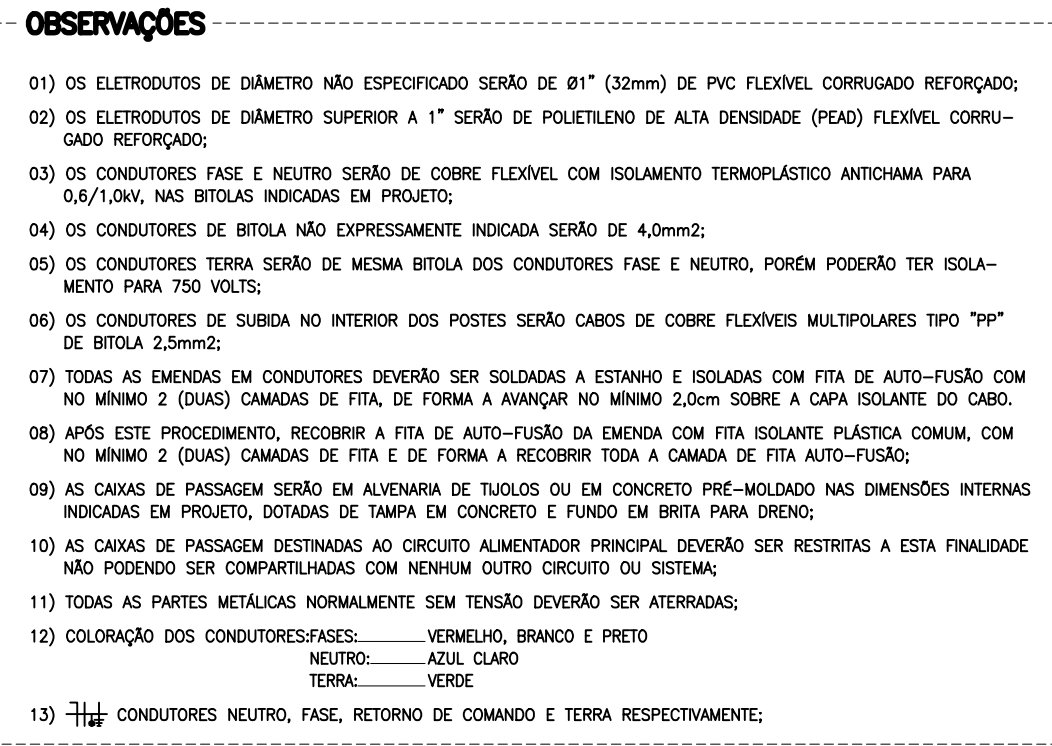 OBSERVAÇÕES
01) OS ELETRODUTOS DE DIÂMETRO NÃO ESPECIFICADO SERÃO DE Ø1" (32mm) DE PVC FLEXÍVEL CORRUGADO REFORÇADO;
02) OS ELETRODUTOS DE DIÂMETRO SUPERIOR A 1" SERÃO DE POLIETILENO DE ALTA DENSIDADE (PEAD) FLEXÍVEL CORRU-
GADO REFORÇADO;
03) OS CONDUTORES FASE E NEUTRO SERÃO DE COBRE FLEXÍVEL COM ISOLAMENTO TERMOPLÁSTICO ANTICHAMA PARA
0,6/1,0kV, NAS BITOLAS INDICADAS EM PROJETO;
04) OS CONDUTORES DE BITOLA NÃO EXPRESSAMENTE INDICADA SERÃO DE 4,0mm2;
05) OS CONDUTORES TERRA SERÃO DE MESMA BITOLA DOS CONDUTORES FASE E NEUTRO, PORÉM PODERÃO TER ISOLA-
MENTO PARA 750 VOLTS;
06) OS CONDUTORES DE SUBIDA NO INTERIOR DOS POSTES SERÃO CABOS DE COBRE FLEXÍVEIS MULTIPOLARES TIPO "PP"
DE BITOLA 2,5mm2;
07) TODAS AS EMENDAS EM CONDUTORES DEVERÃO SER SOLDADAS A ESTANHO E ISOLADAS COM FITA DE AUTO-FUSÃO COM
NO MÍNIMO 2 (DUAS) CAMADAS DE FITA, DE FORMA A AVANÇAR NO MÍNIMO 2,0cm SOBRE A CAPA ISOLANTE DO CABO.
08) APÓS ESTE PROCEDIMENTO, RECOBRIR A FITA DE AUTO-FUSÃO DA EMENDA COM FITA ISOLANTE PLÁSTICA COMUM, COM
NO MÍNIMO 2 (DUAS) CAMADAS DE FITA E DE FORMA A RECOBRIR TODA A CAMADA DE FITA AUTO-FUSÃO;
09) AS CAIXAS DE PASSAGEM SERÃO EM ALVENARIA DE TIJOLOS OU EM CONCRETO PRÉ-MOLDADO NAS DIMENSÕES INTERNAS
INDICADAS EM PROJETO, DOTADAS DE TAMPA EM CONCRETO E FUNDO EM BRITA PARA DRENO;
10) AS CAIXAS DE PASSAGEM DESTINADAS AO CIRCUITO ALIMENTADOR PRINCIPAL DEVERÃO SER RESTRITAS A ESTA FINALIDADE
NÃO PODENDO SER COMPARTILHADAS COM NENHUM OUTRO CIRCUITO OU SISTEMA;
11) TODAS AS PARTES METÁLICAS NORMALMENTE SEM TENSÃO DEVERÃO SER ATERRADAS;
12) COLORAÇÃO DOS CONDUTORES:FASES:______VERMELHO, BRANCO E PRETO
NEUTRO:_____AZUL CLARO
TERRA:______VERDE
13) CONDUTORES NEUTRO, FASE, RETORNO DE COMANDO E TERRA RESPECTIVAMENTE;